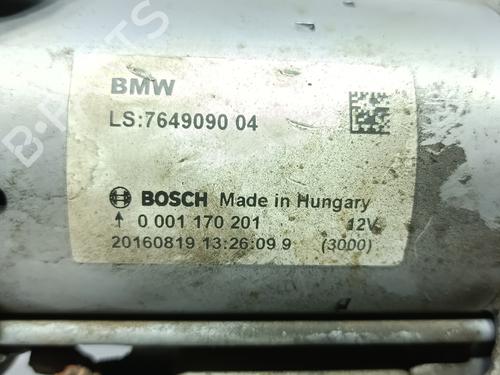 BMW
LS:7649090 04
BOSCH Made in Hungary
↑ 0 001 170 201 12V
20160819 13:26:09 9 (3000)
B-PARTS